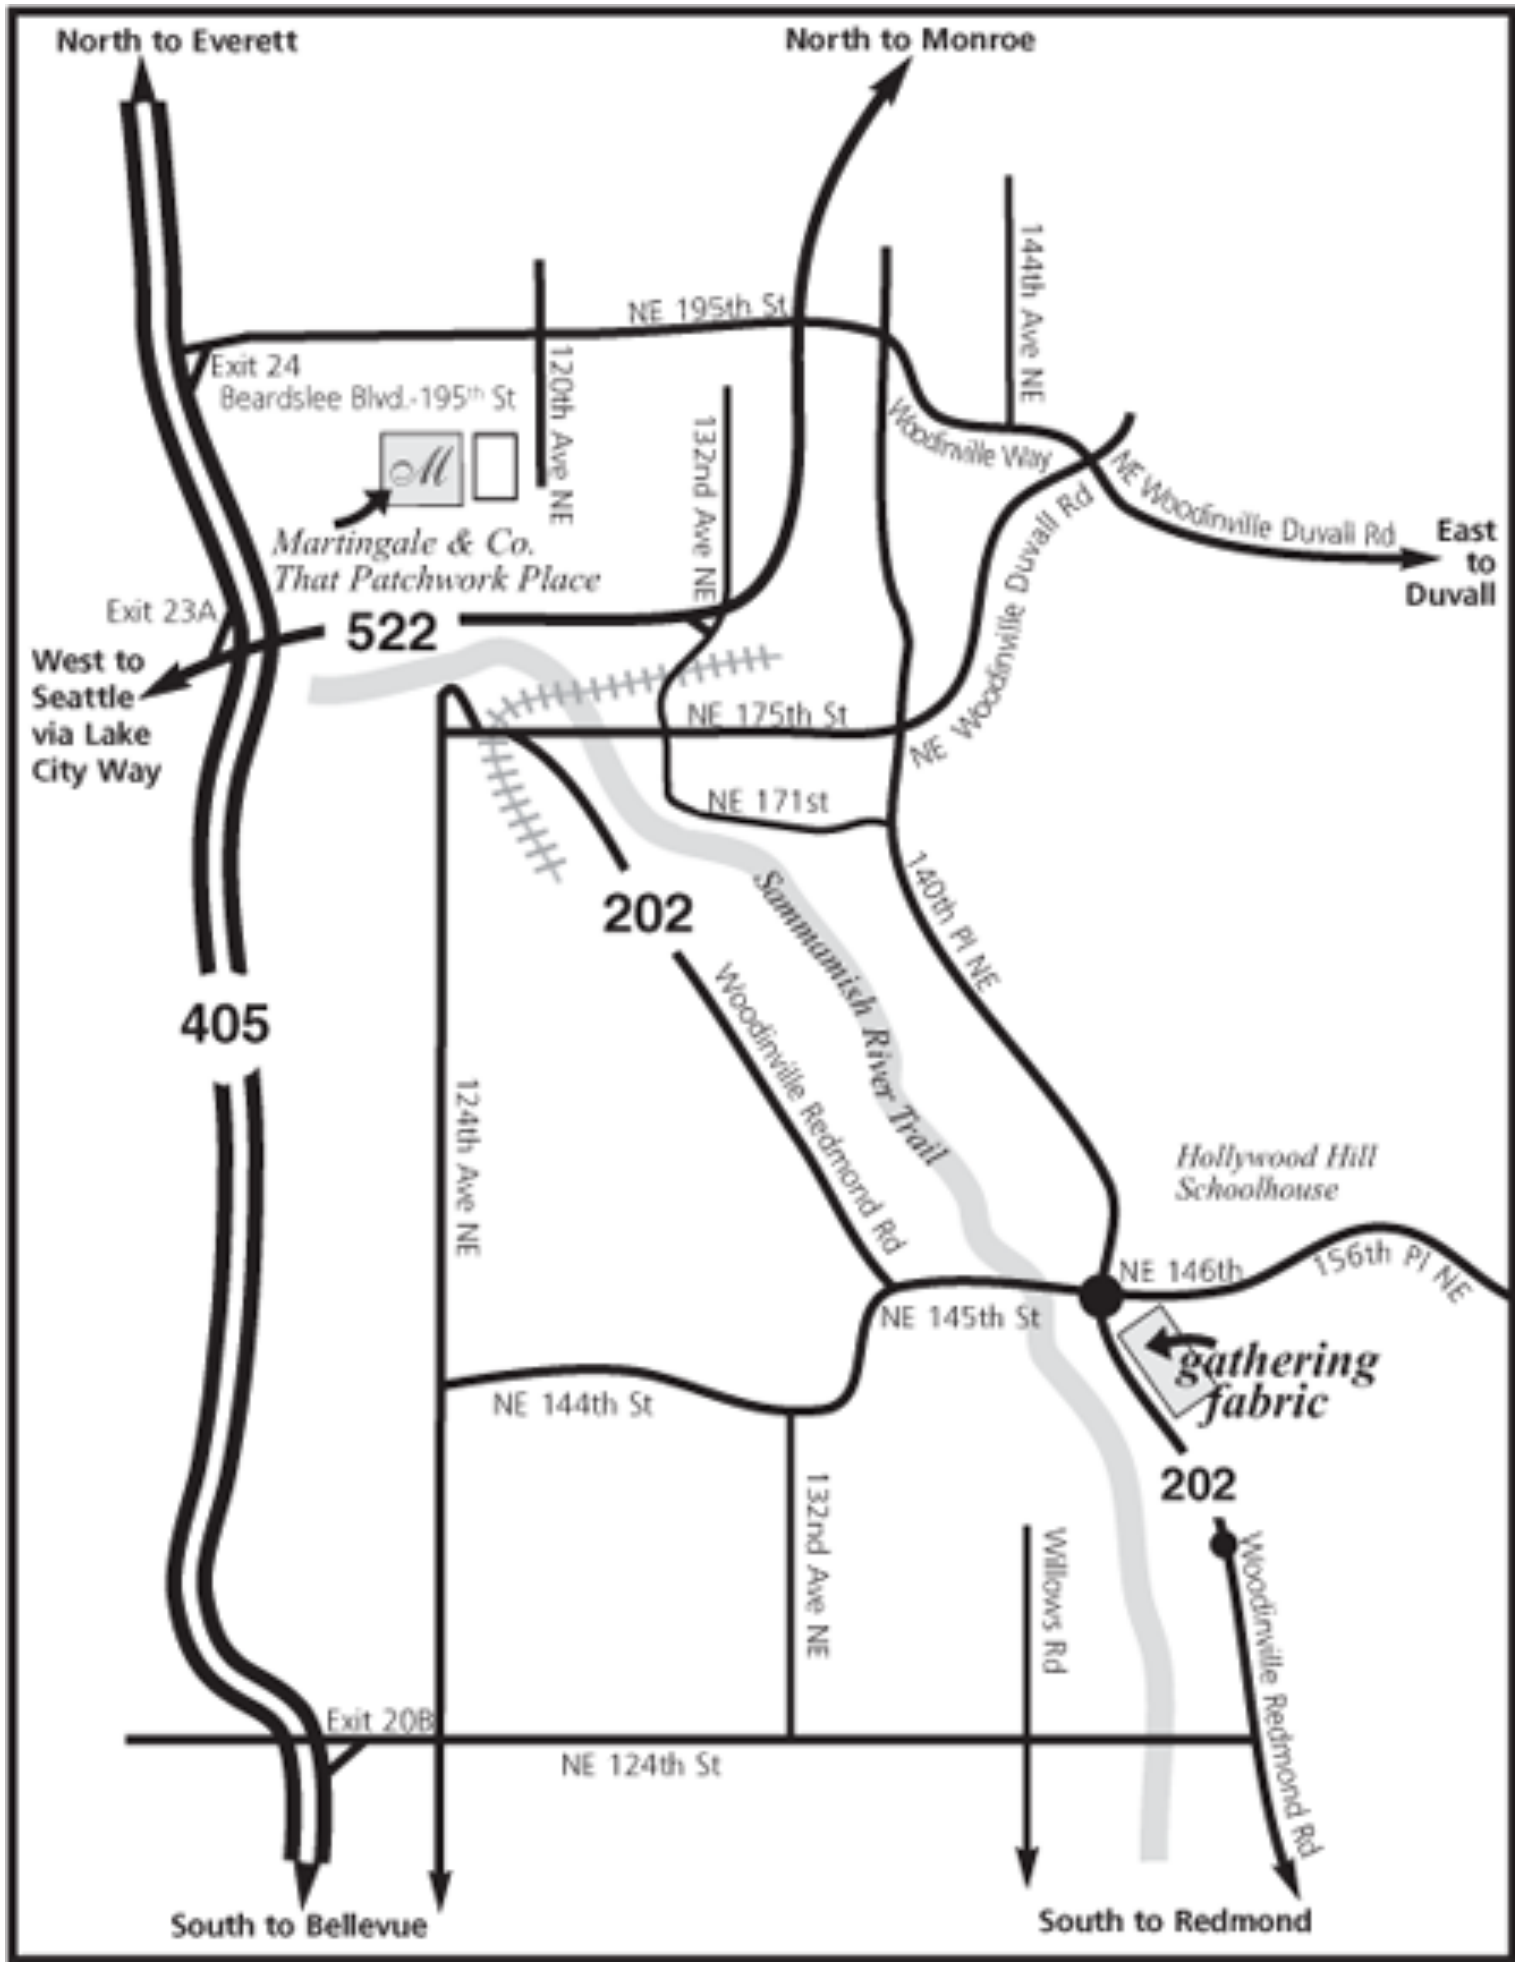 North to Everett
North to Monroe
144th Ave NE
NE 195th St
Exit 24
Beardslee Blvd.-195th St
120th Ave NE
132nd Ave NE
Woodinville Way
NE Woodinville Duvall Rd
East
to
Duvall
M
Martingale & Co.
That Patchwork Place
Exit 23A
522
West to
Seattle
via Lake
City Way
NE 175th St
NE Woodinville Duvall Rd
NE 171st
140th Pl NE
202
Sammamish River Trail
Woodinville Redmond Rd
405
124th Ave NE
Hollywood Hill
Schoolhouse
NE 146th
156th Pl NE
NE 145th St
gathering
fabric
NE 144th St
202
132nd Ave NE
Willows Rd
Woodinville Redmond Rd
Exit 20B
NE 124th St
South to Bellevue
South to Redmond